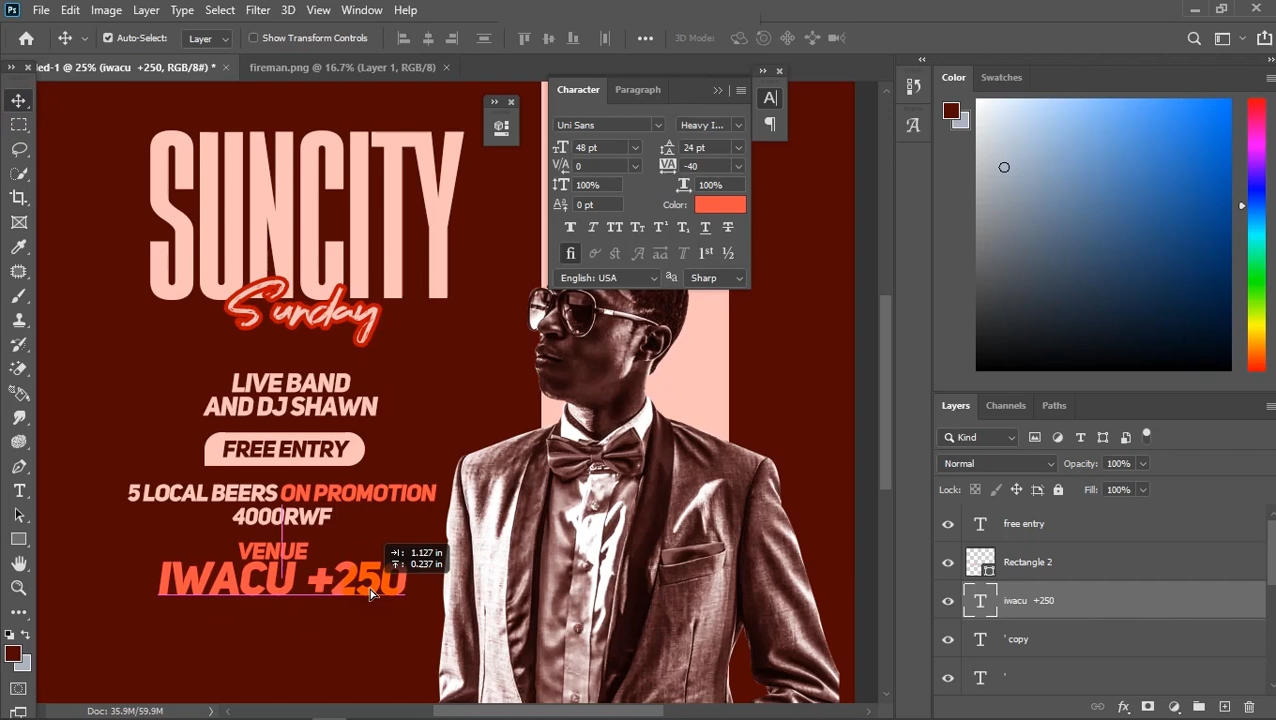 Ps File Edit Image Layer Type Select Filter 3D View Window Help
Auto-Select: Layer Show Transform Controls 3D Mode:
led-1 @ 25% (iwacu +250, RGB/8#) * fireman.png @ 16.7% (Layer 1, RGB/8)
Character Paragraph
Uni Sans Heavy I...
48 pt 24 pt
0 -40
100% 100%
0 pt Color:
English: USA Sharp
SUNCITY
Sunday
LIVE BAND
AND DJ SHAWN
FREE ENTRY
5 LOCAL BEERS ON PROMOTION
4000RWF
VENUE
IWACU +250
1.127 in
0.237 in
Color Swatches
Layers Channels Paths
Kind
Normal Opacity: 100%
Lock: Fill: 100%
free entry
Rectangle 2
iwacu +250
' copy
'
Doc: 35.9M/59.9M